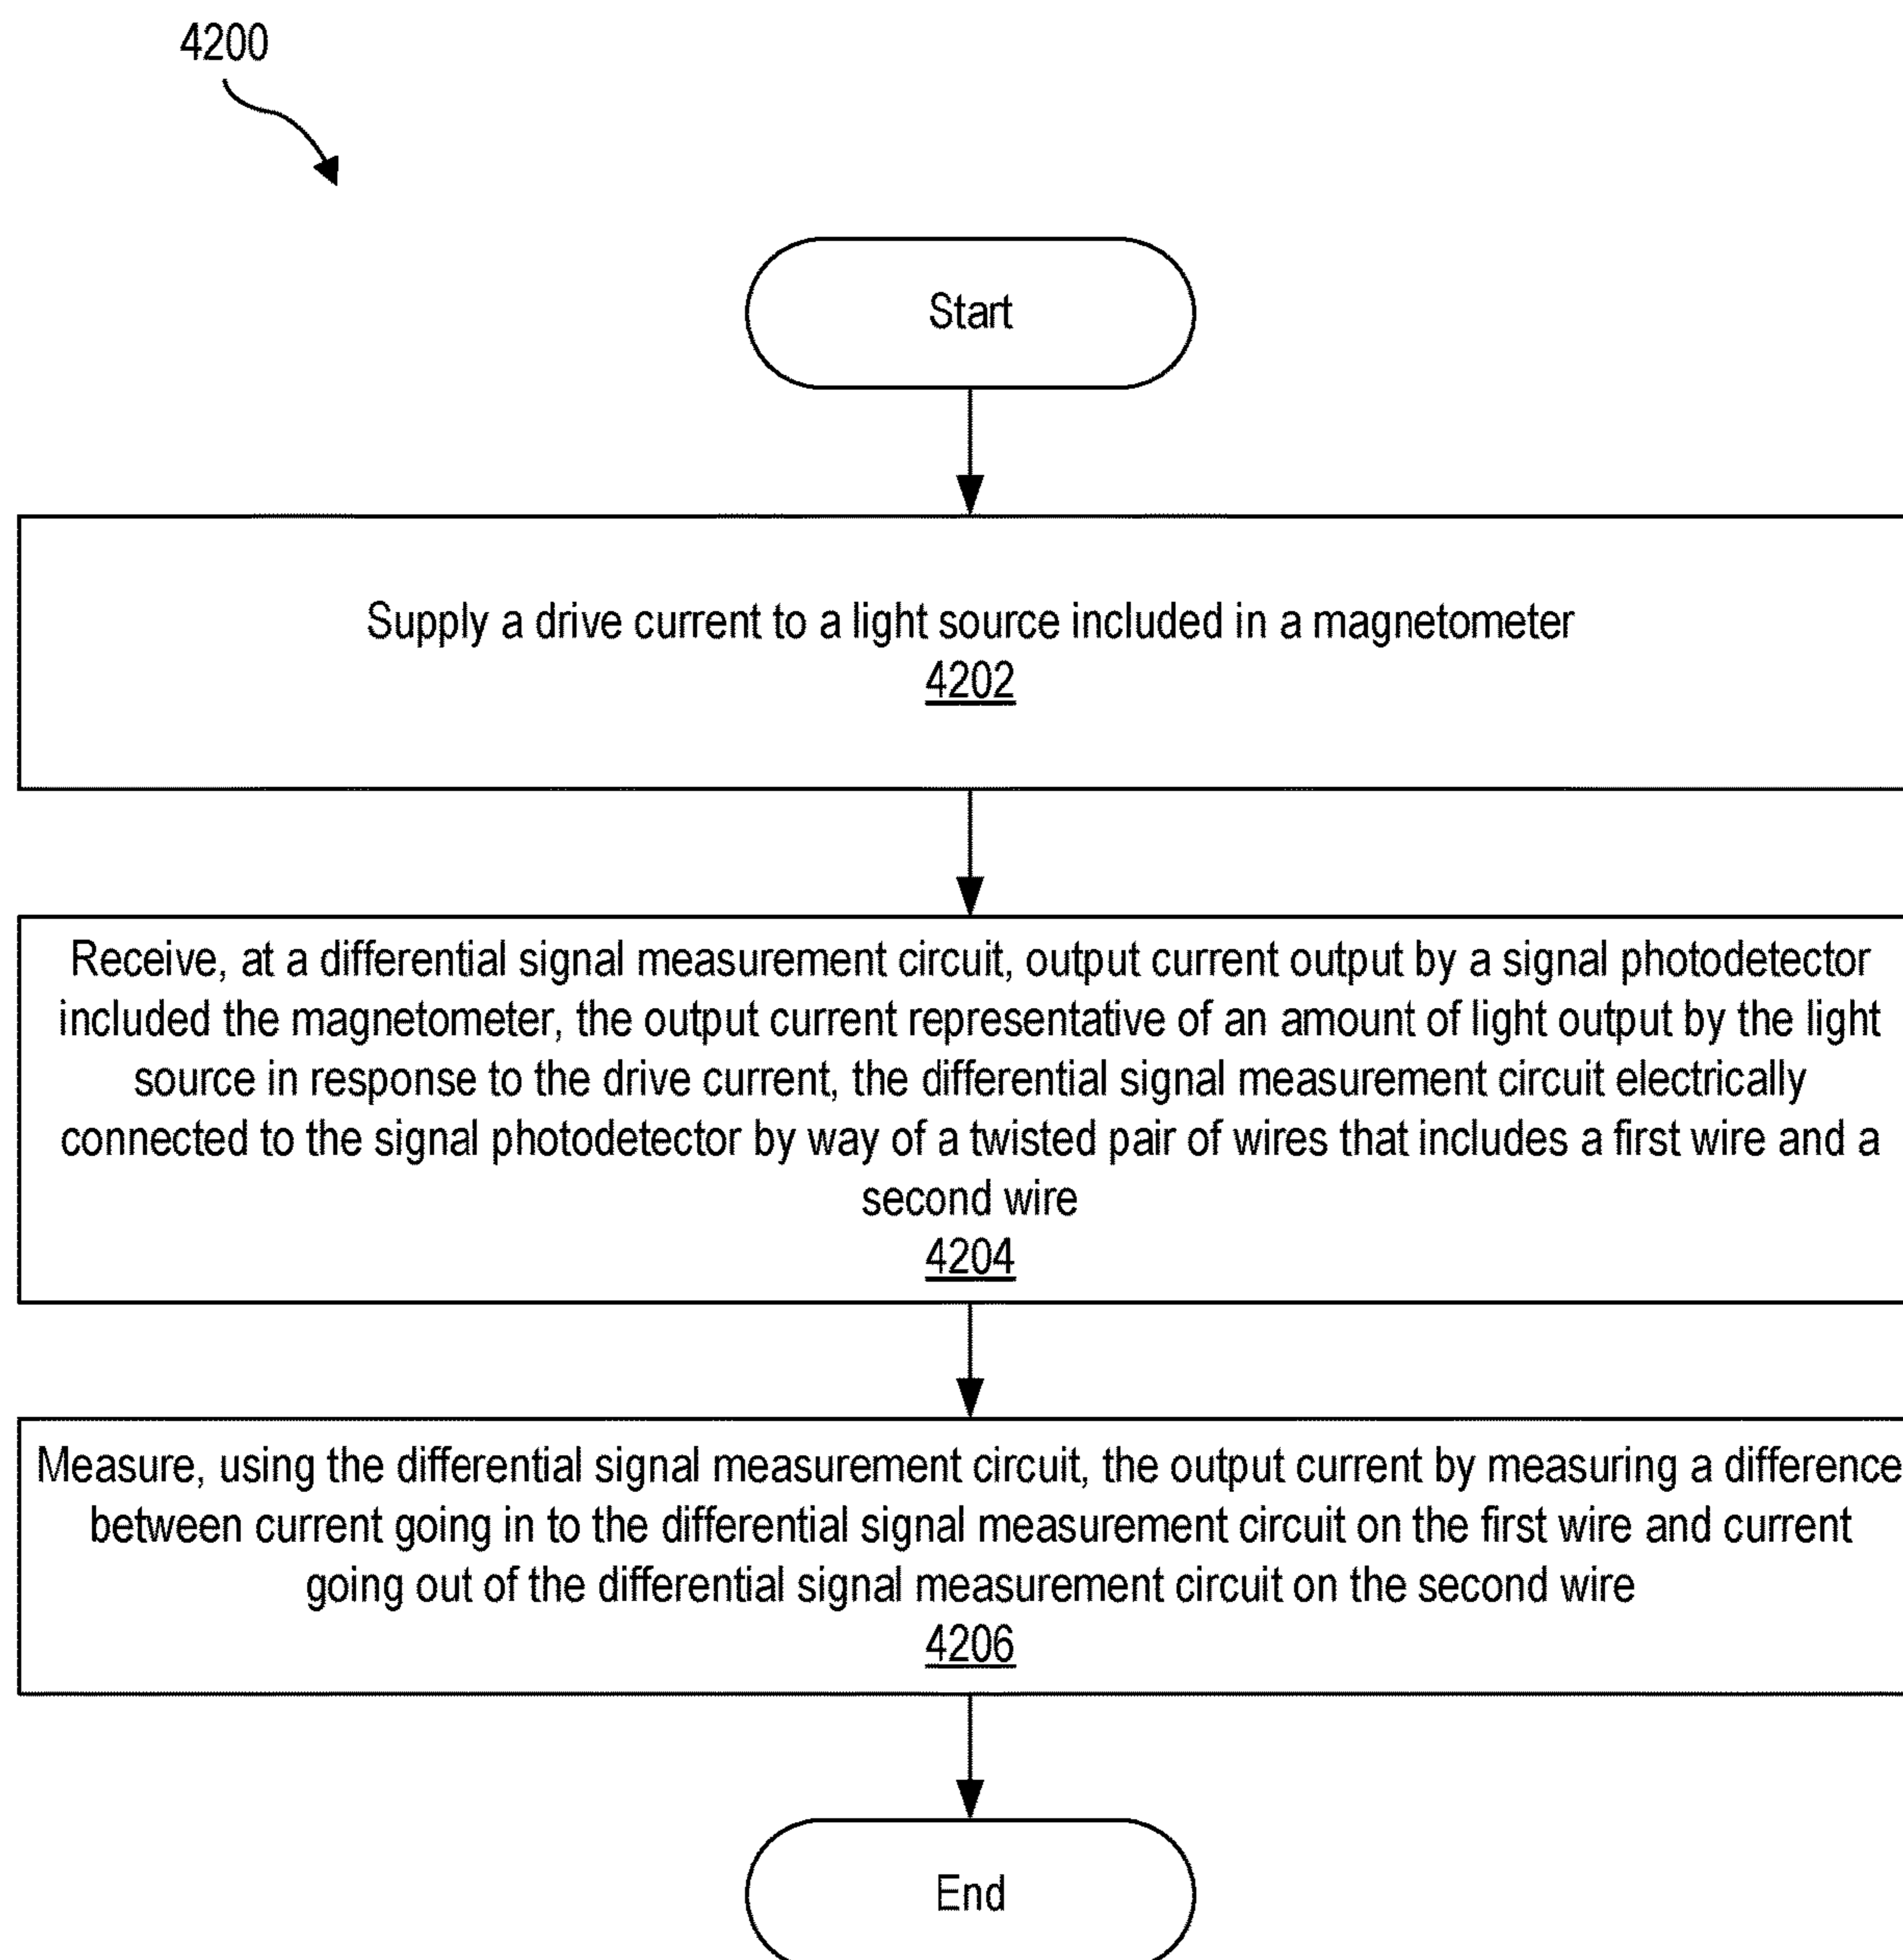 4200
Start
Supply a drive current to a light source included in a magnetometer
4202
Receive, at a differential signal measurement circuit, output current output by a signal photodetector
included the magnetometer, the output current representative of an amount of light output by the light
source in response to the drive current, the differential signal measurement circuit electrically
connected to the signal photodetector by way of a twisted pair of wires that includes a first wire and a
second wire
4204
Measure, using the differential signal measurement circuit, the output current by measuring a difference
between current going in to the differential signal measurement circuit on the first wire and current
going out of the differential signal measurement circuit on the second wire
4206
End